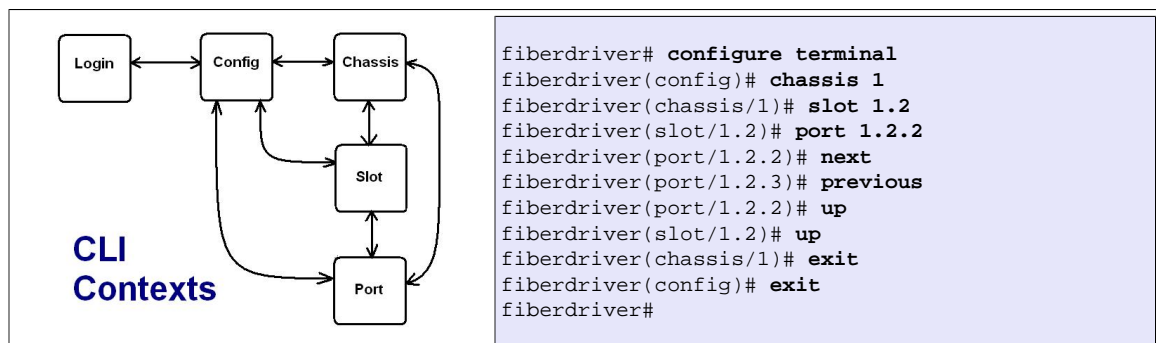 Login
Config
Chassis
Slot
Port
CLI
Contexts
fiberdriver# configure terminal
fiberdriver(config)# chassis 1
fiberdriver(chassis/1)# slot 1.2
fiberdriver(slot/1.2)# port 1.2.2
fiberdriver(port/1.2.2)# next
fiberdriver(port/1.2.3)# previous
fiberdriver(port/1.2.2)# up
fiberdriver(slot/1.2)# up
fiberdriver(chassis/1)# exit
fiberdriver(config)# exit
fiberdriver#